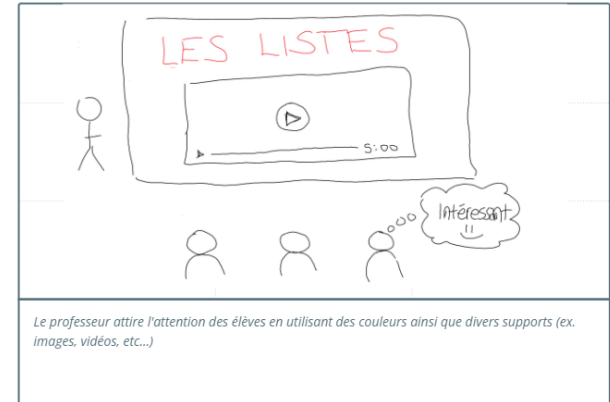 LES LISTES
5:00
Intéressant
Le professeur attire l'attention des élèves en utilisant des couleurs ainsi que divers supports (ex.
images, vidéos, etc...)